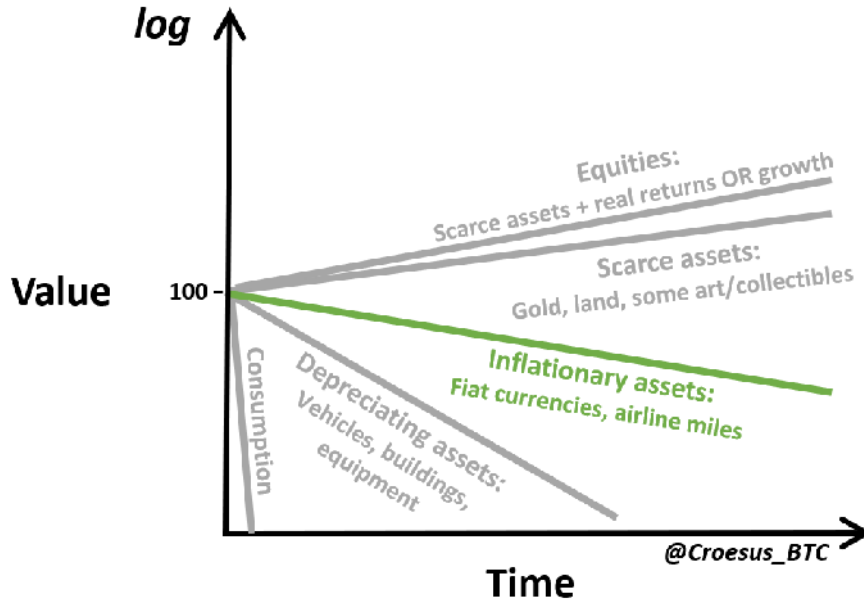 log
Equities:
Scarce assets + real returns OR growth
Scarce assets:
Gold, land, some art/collectibles
Value
100
Inflationary assets:
Fiat currencies, airline miles
Depreciating assets:
Vehicles, buildings,
equipment
Consumption
@Croesus_BTC
Time